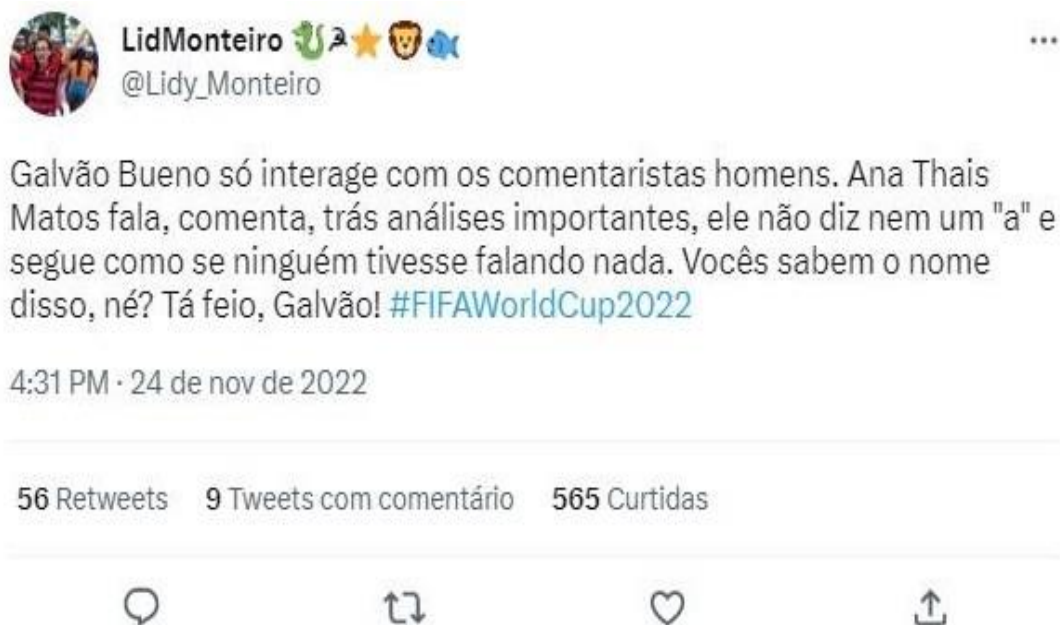 LidMonteiro 🐉☭⭐🦁🐟
@Lidy_Monteiro
Galvão Bueno só interage com os comentaristas homens. Ana Thais
Matos fala, comenta, trás análises importantes, ele não diz nem um "a" e
segue como se ninguém tivesse falando nada. Vocês sabem o nome
disso, né? Tá feio, Galvão! #FIFAWorldCup2022
4:31 PM · 24 de nov de 2022
56 Retweets 9 Tweets com comentário 565 Curtidas